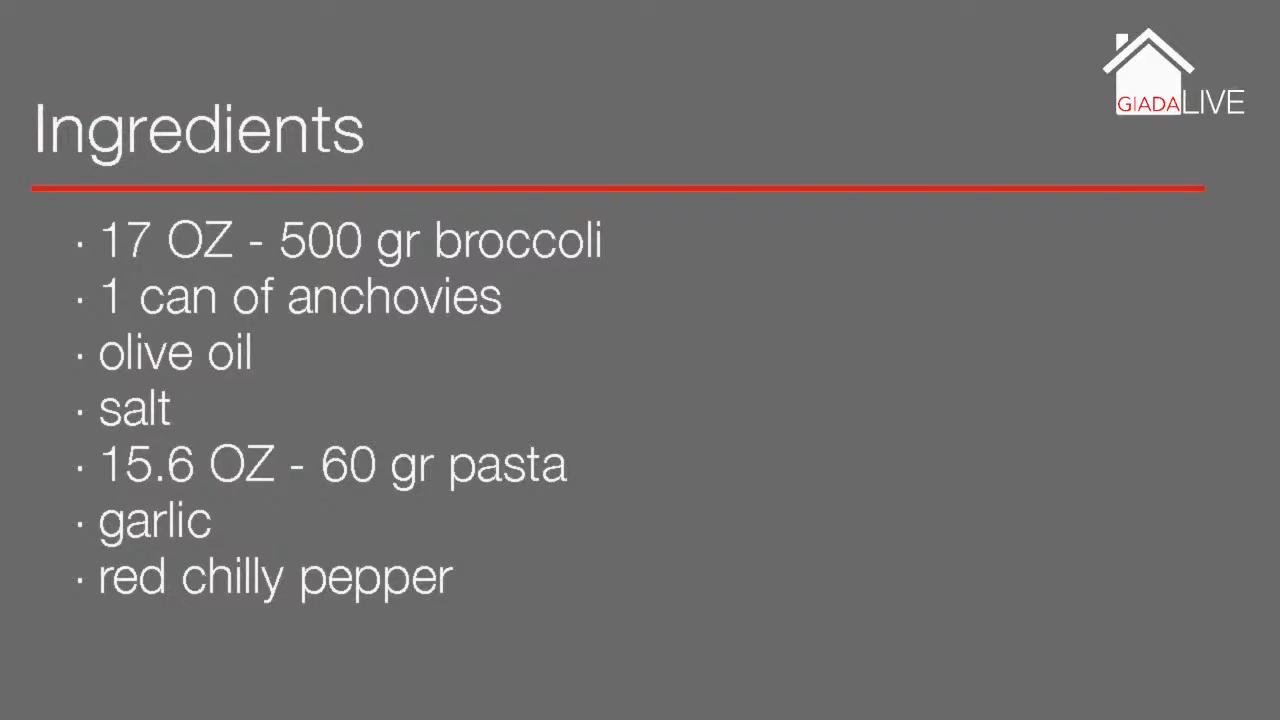 GIADALIVE
Ingredients
· 17 OZ - 500 gr broccoli
· 1 can of anchovies
· olive oil
· salt
· 15.6 OZ - 60 gr pasta
· garlic
· red chilly pepper